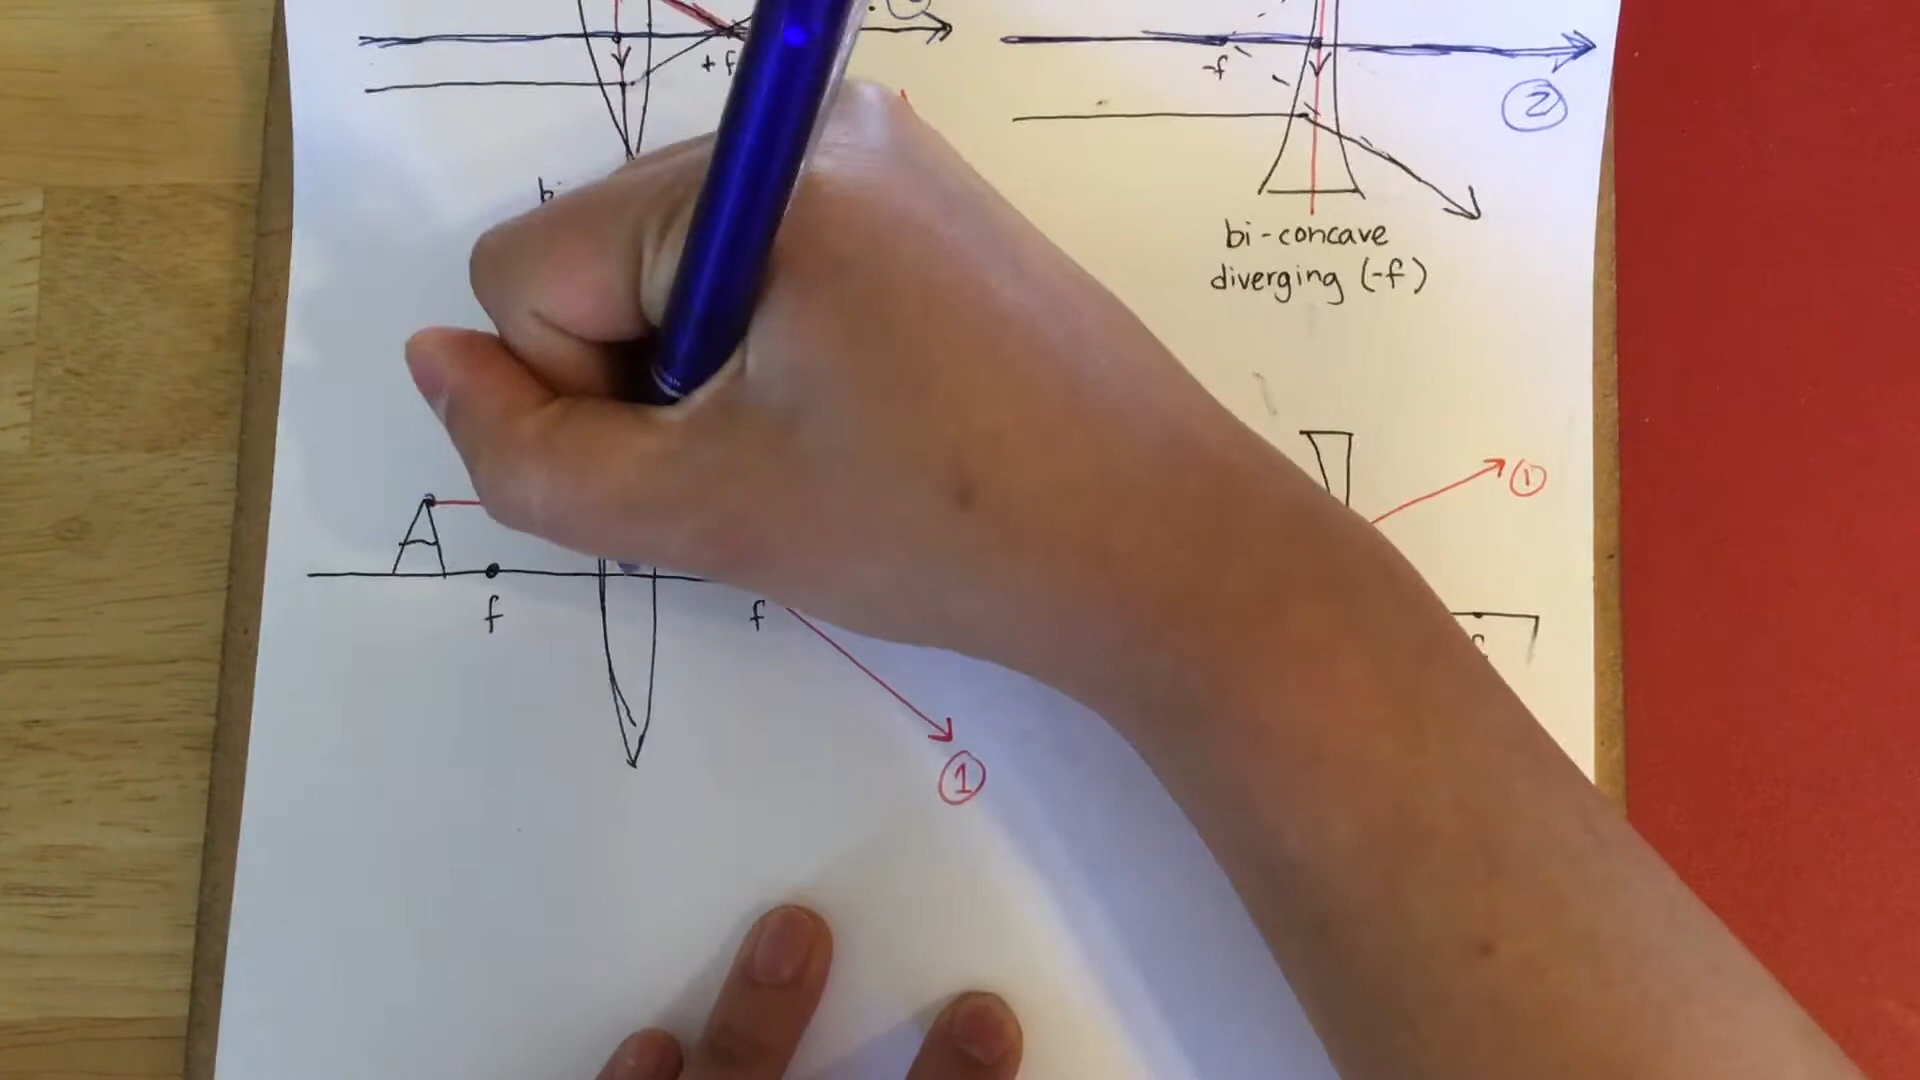 +f
-f
2
bi-concave
diverging (-f)
1
A
f
f
1